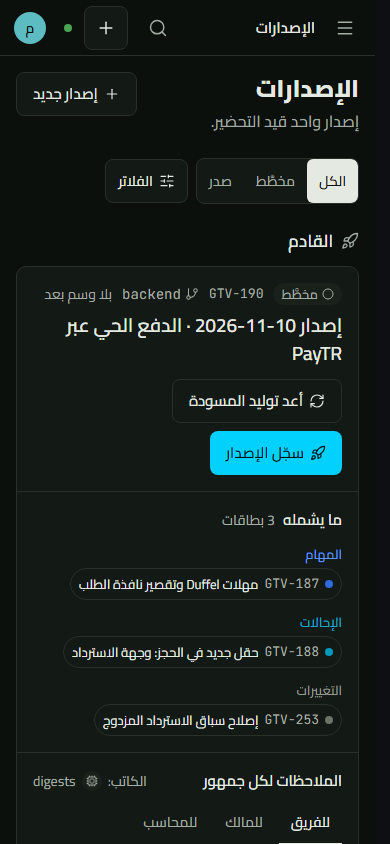 الإصدارات
م
الإصدارات
إصدار جديد
إصدار واحد قيد التحضير.
الكل
مخطَّط
صدر
الفلاتر
القادم
مخطَّط GTV-190 backend بلا وسم بعد
إصدار 10-11-2026 · الدفع الحي عبر
PayTR
أعد توليد المسودة
سجّل الإصدار
ما يشمله 3 بطاقات
المهام
GTV-187 مهلات Duffel وتقصير نافذة الطلب
الإحالات
GTV-188 حقل جديد في الحجز: وجهة الاسترداد
التغييرات
GTV-253 إصلاح سباق الاسترداد المزدوج
الملاحظات لكل جمهور
الكاتب: digests
للفريق
للمالك
للمحاسب